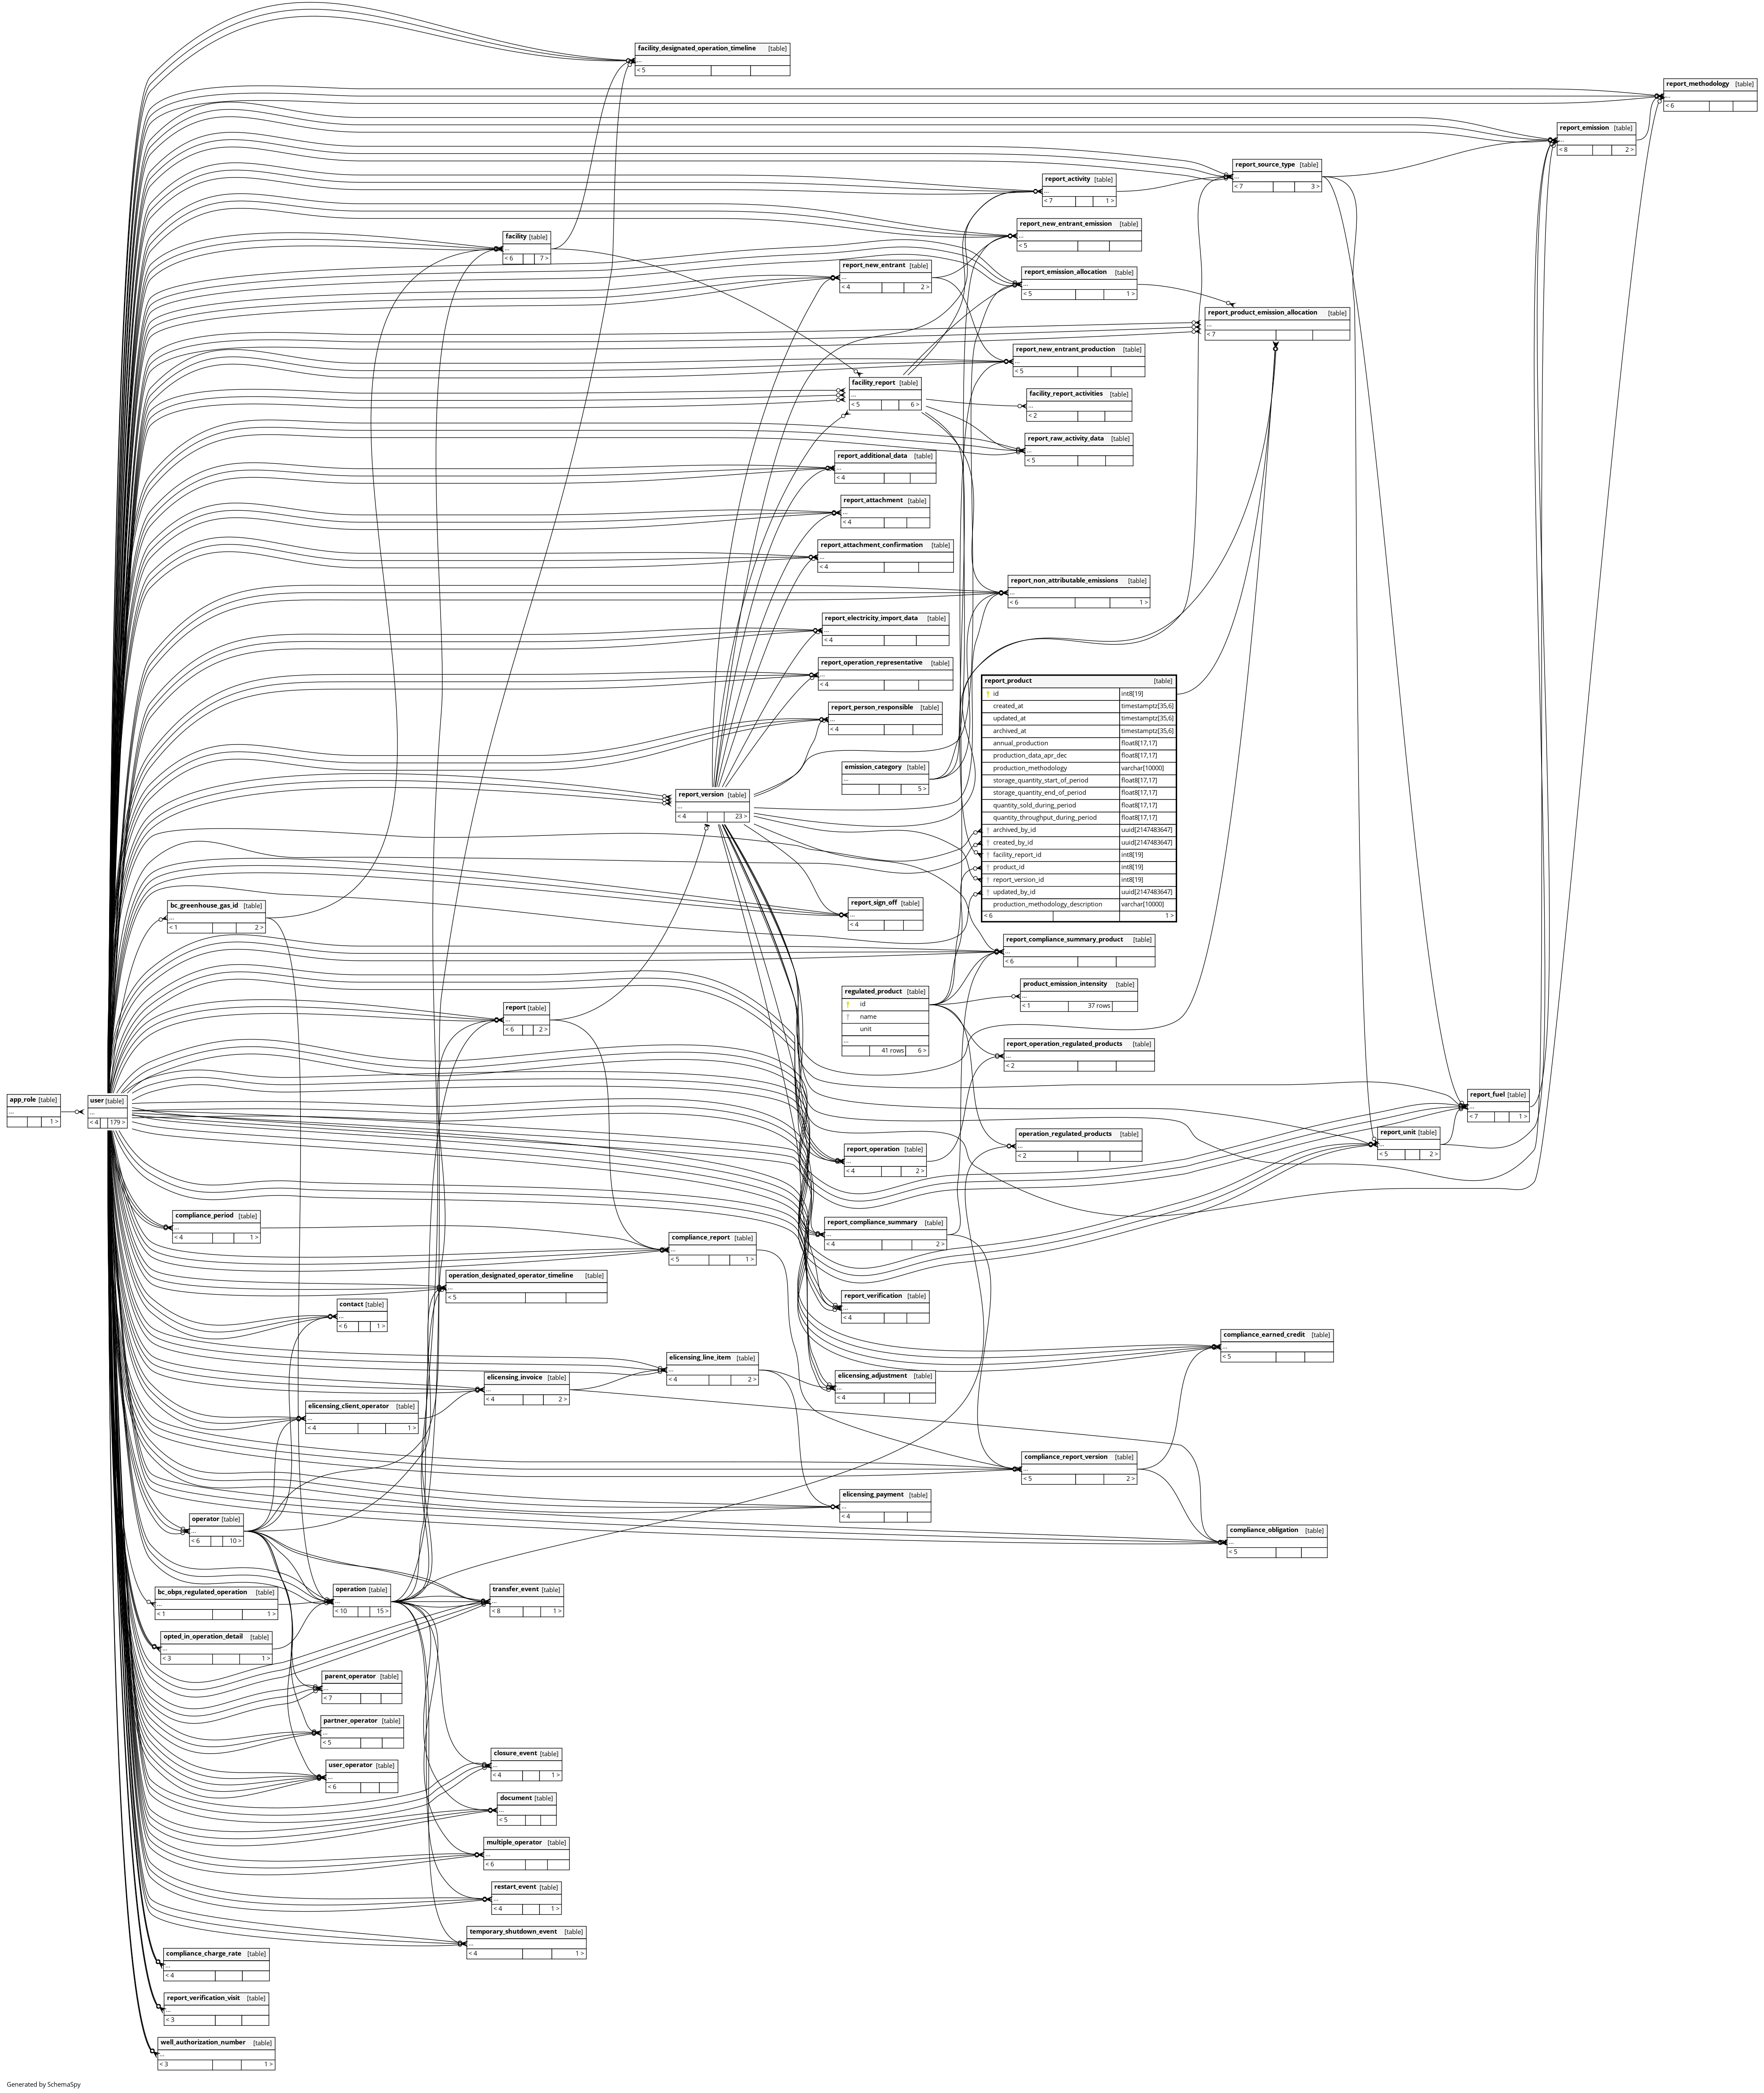 facility_designated_operation_timeline [table]
...
< 5
report_methodology [table]
...
< 6
report_emission [table]
...
< 8 2 >
report_source_type [table]
...
< 7 3 >
report_activity [table]
...
< 7 1 >
report_new_entrant_emission [table]
...
< 5
facility [table]
...
< 6 7 >
report_new_entrant [table]
...
< 4 2 >
report_emission_allocation [table]
...
< 5 1 >
report_product_emission_allocation [table]
...
< 7
report_new_entrant_production [table]
...
< 5
facility_report [table]
...
< 5 6 >
facility_report_activities [table]
...
< 2
report_raw_activity_data [table]
...
< 5
report_additional_data [table]
...
< 4
report_attachment [table]
...
< 4
report_attachment_confirmation [table]
...
< 4
report_non_attributable_emissions [table]
...
< 6 1 >
report_electricity_import_data [table]
...
< 4
report_operation_representative [table]
...
< 4
report_person_responsible [table]
...
< 4
report_product [table]
id int8[19]
created_at timestamptz[35,6]
updated_at timestamptz[35,6]
archived_at timestamptz[35,6]
annual_production float8[17,17]
production_data_apr_dec float8[17,17]
production_methodology varchar[10000]
storage_quantity_start_of_period float8[17,17]
storage_quantity_end_of_period float8[17,17]
quantity_sold_during_period float8[17,17]
quantity_throughput_during_period float8[17,17]
archived_by_id uuid[2147483647]
created_by_id uuid[2147483647]
facility_report_id int8[19]
product_id int8[19]
report_version_id int8[19]
updated_by_id uuid[2147483647]
production_methodology_description varchar[10000]
< 6 1 >
emission_category [table]
...
5 >
report_version [table]
...
< 4 23 >
bc_greenhouse_gas_id [table]
...
< 1 2 >
report_sign_off [table]
...
< 4
report_compliance_summary_product [table]
...
< 6
product_emission_intensity [table]
...
< 1 37 rows
regulated_product [table]
id
name
unit
...
41 rows 6 >
report [table]
...
< 6 2 >
report_operation_regulated_products [table]
...
< 2
app_role [table]
...
1 >
user [table]
...
< 4 179 >
report_fuel [table]
...
< 7 1 >
report_unit [table]
...
< 5 2 >
report_operation [table]
...
< 4 2 >
operation_regulated_products [table]
...
< 2
compliance_period [table]
...
< 4 1 >
report_compliance_summary [table]
...
< 4 2 >
compliance_report [table]
...
< 5 1 >
operation_designated_operator_timeline [table]
...
< 5
contact [table]
...
< 6 1 >
report_verification [table]
...
< 4
compliance_earned_credit [table]
...
< 5
elicensing_line_item [table]
...
< 4 2 >
elicensing_invoice [table]
...
< 4 2 >
elicensing_adjustment [table]
...
< 4
elicensing_client_operator [table]
...
< 4 1 >
compliance_report_version [table]
...
< 5 2 >
elicensing_payment [table]
...
< 4
operator [table]
...
< 6 10 >
compliance_obligation [table]
...
< 5
bc_obps_regulated_operation [table]
...
< 1 1 >
operation [table]
...
< 10 15 >
transfer_event [table]
...
< 8 1 >
opted_in_operation_detail [table]
...
< 3 1 >
parent_operator [table]
...
< 7
partner_operator [table]
...
< 5
user_operator [table]
...
< 6
closure_event [table]
...
< 4 1 >
document [table]
...
< 5
multiple_operator [table]
...
< 6
restart_event [table]
...
< 4 1 >
temporary_shutdown_event [table]
...
< 4 1 >
compliance_charge_rate [table]
...
< 4
report_verification_visit [table]
...
< 3
well_authorization_number [table]
...
< 3 1 >
Generated by SchemaSpy